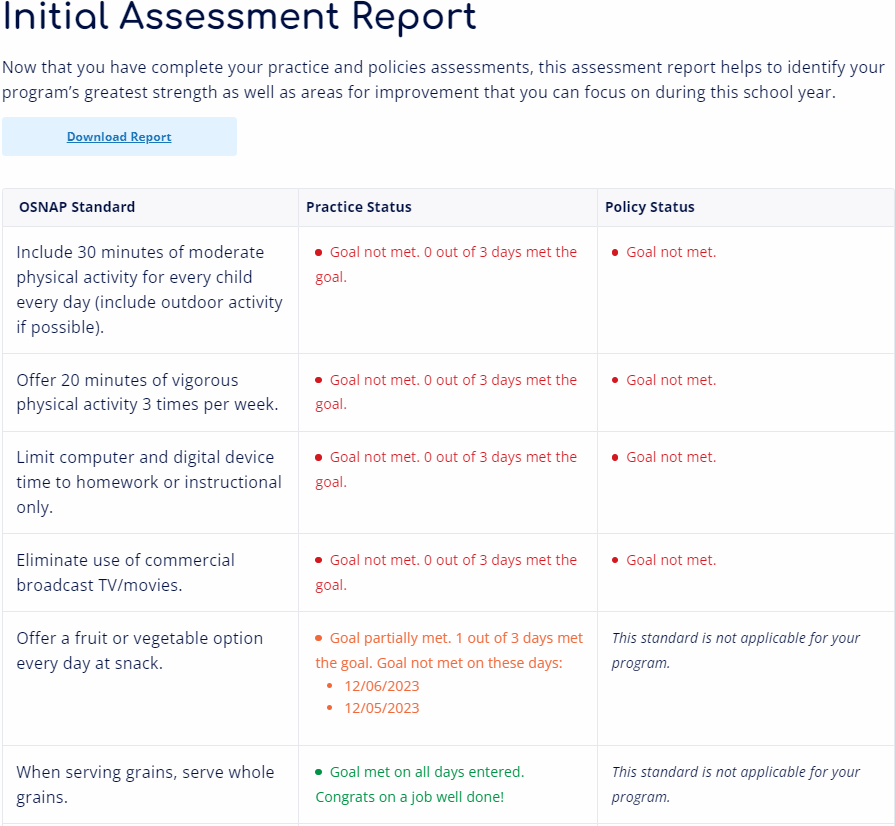 Initial Assessment Report
Now that you have complete your practice and policies assessments, this assessment report helps to identify your
program's greatest strength as well as areas for improvement that you can focus on during this school year.
Download Report
OSNAP Standard
Practice Status
Policy Status
Include 30 minutes of moderate
physical activity for every child
every day (include outdoor activity
if possible).
• Goal not met. 0 out of 3 days met the
goal.
• Goal not met.
Offer 20 minutes of vigorous
physical activity 3 times per week.
• Goal not met. 0 out of 3 days met the
goal.
• Goal not met.
Limit computer and digital device
time to homework or instructional
only.
• Goal not met. 0 out of 3 days met the
goal.
• Goal not met.
Eliminate use of commercial
broadcast TV/movies.
• Goal not met. 0 out of 3 days met the
goal.
• Goal not met.
Offer a fruit or vegetable option
every day at snack.
• Goal partially met. 1 out of 3 days met
the goal. Goal not met on these days:
• 12/06/2023
• 12/05/2023
This standard is not applicable for your
program.
When serving grains, serve whole
grains.
• Goal met on all days entered.
Congrats on a job well done!
This standard is not applicable for your
program.